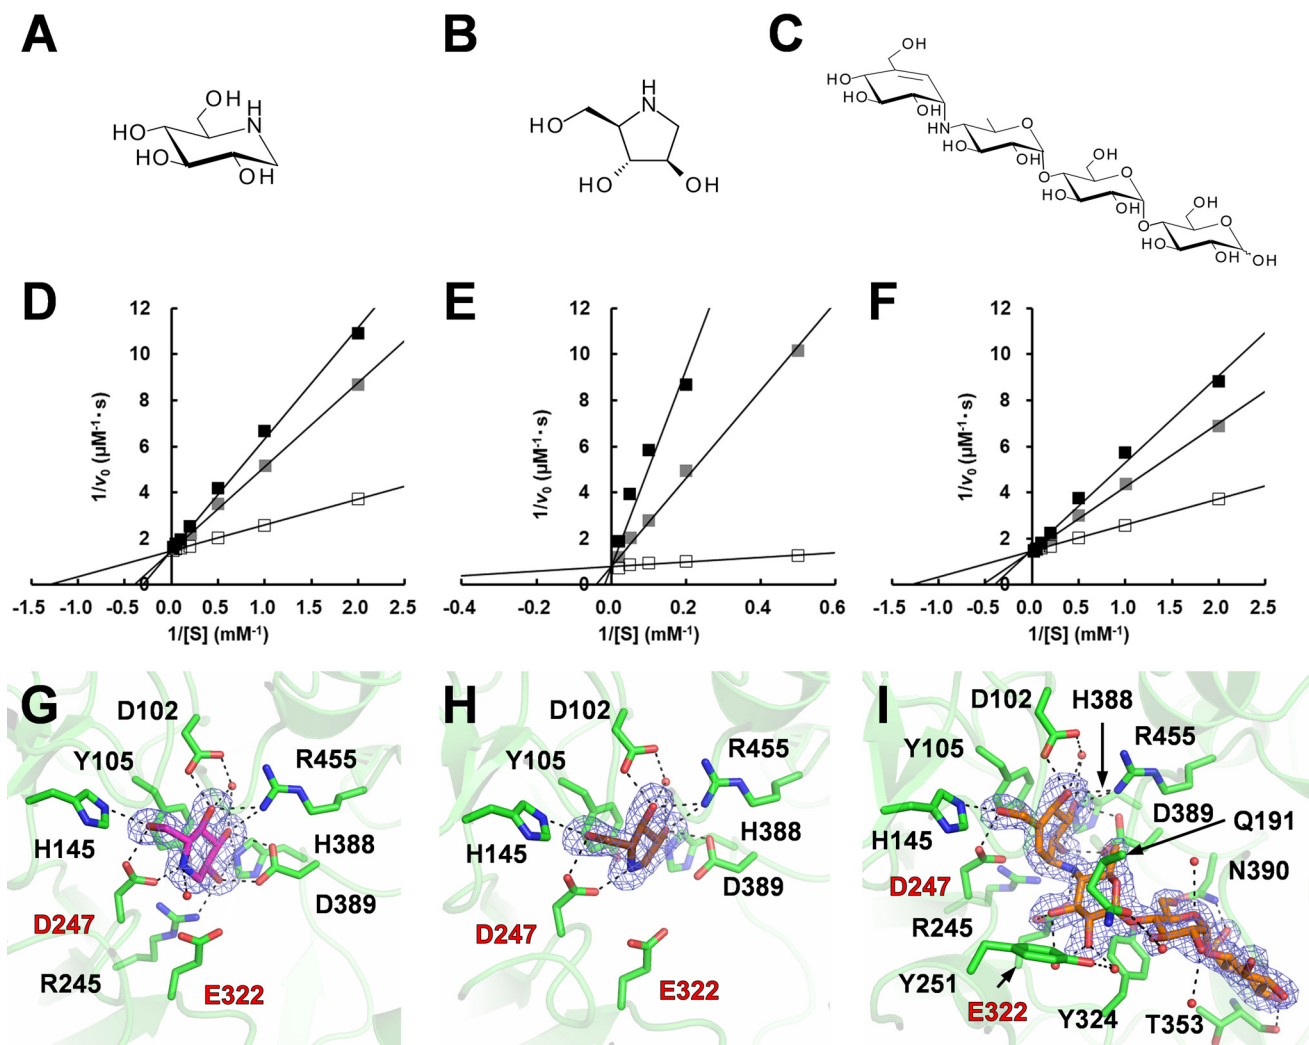 A
B
C
OH
H
N
HO
HO
OH
H
N
HO
HO
OH
OH
HO
HO
OH
HN
O
HO
OH
O
OH
O
HO
OH
O
OH
O
HO
OH
OH
D
E
F
12
10
8
6
4
2
0
1/v0 (μM-1·s)
-1.5 -1.0 -0.5 0.0 0.5 1.0 1.5 2.0 2.5
1/[S] (mM-1)
12
10
8
6
4
2
0
1/v0 (μM-1·s)
-0.4 -0.2 0.0 0.2 0.4 0.6
1/[S] (mM-1)
12
10
8
6
4
2
0
1/v0 (μM-1·s)
-1.5 -1.0 -0.5 0.0 0.5 1.0 1.5 2.0 2.5
1/[S] (mM-1)
G
D102
Y105
R455
H145
H388
D389
D247
R245
E322
H
D102
Y105
R455
H145
H388
D389
D247
E322
I
D102
H388
Y105
R455
D389
Q191
H145
N390
D247
R245
Y251
E322
Y324
T353